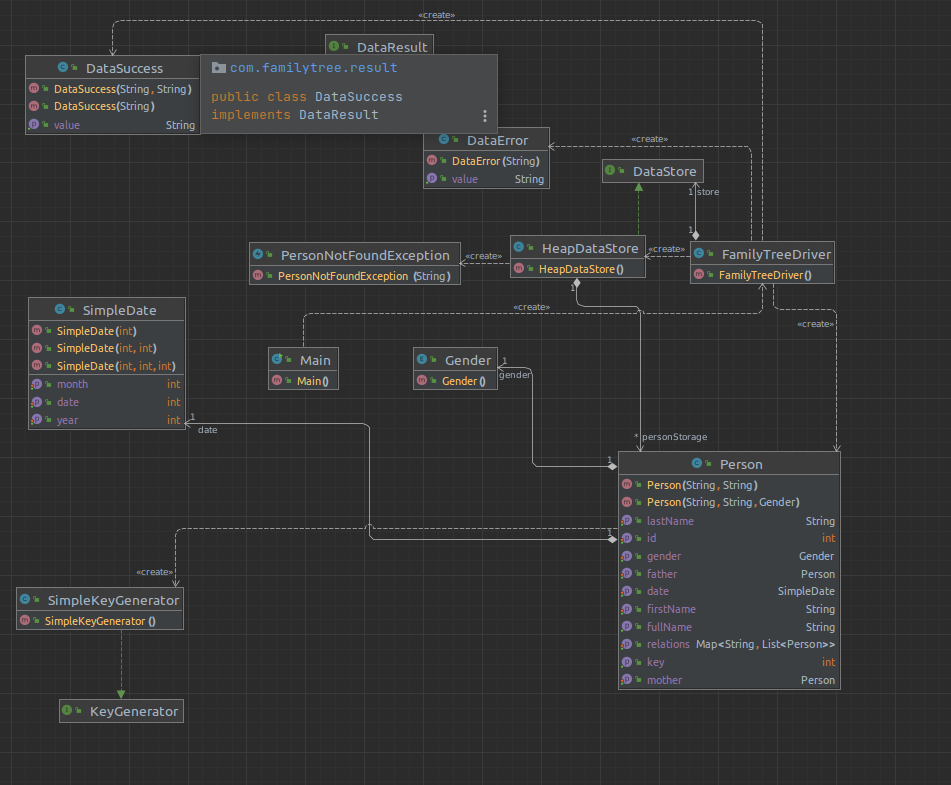 «create»
DataResult
DataSuccess
DataSuccess(String, String)
DataSuccess(String)
value String
com.familytree.result
public class DataSuccess
implements DataResult
DataError
DataError(String)
value String
«create»
DataStore
1 store
1
PersonNotFoundException
PersonNotFoundException (String)
«create»
HeapDataStore
HeapDataStore()
«create»
FamilyTreeDriver
FamilyTreeDriver()
1
«create»
«create»
SimpleDate
SimpleDate(int)
SimpleDate(int, int)
SimpleDate(int, int, int)
month int
date int
year int
Main
Main()
Gender
Gender()
1
gender
1
date
* personStorage
1
1
Person
Person(String, String)
Person(String, String, Gender)
lastName String
id int
gender Gender
father Person
date SimpleDate
firstName String
fullName String
relations Map<String, List<Person>>
key int
mother Person
«create»
SimpleKeyGenerator
SimpleKeyGenerator ()
KeyGenerator